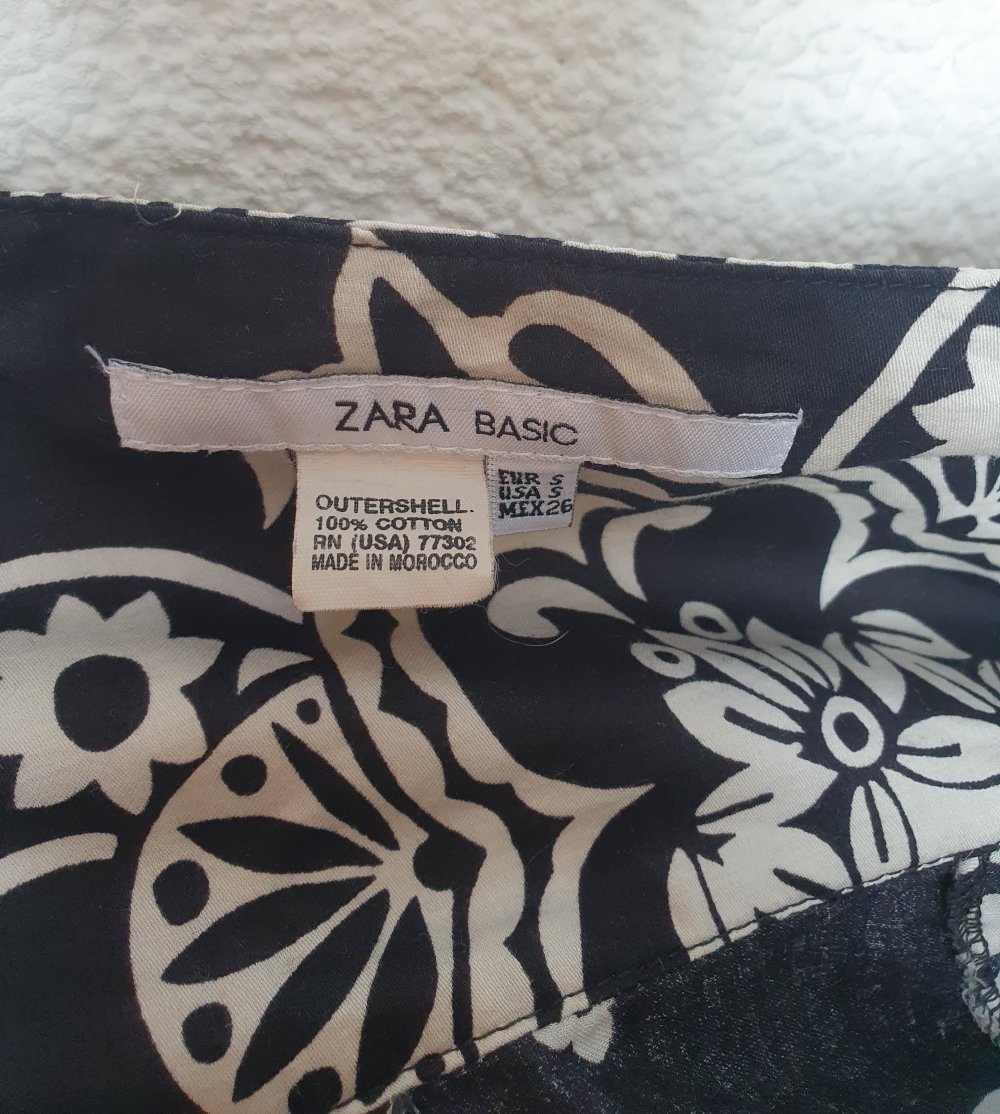 ZARA BASIC
OUTERSHELL.
100% COTTON
RN (USA) 77302
MADE IN MOROCCO
EUR S
USA S
MEX 26